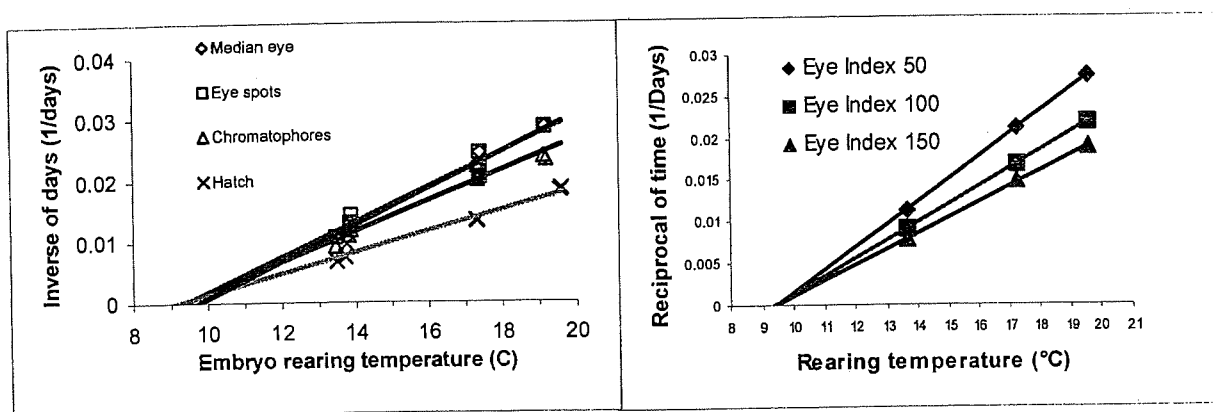 Inverse of days (1/days)
0.04
0.03
0.02
0.01
0
Median eye
Eye spots
Chromatophores
Hatch
10 12 14 16 18 20
Embryo rearing temperature (C)
Reciprocal of time (1/Days)
0.03
0.025
0.02
0.015
0.01
0.005
0
Eye Index 50
Eye Index 100
Eye Index 150
8 9 10 11 12 13 14 15 16 17 18 19 20 21
Rearing temperature (°C)